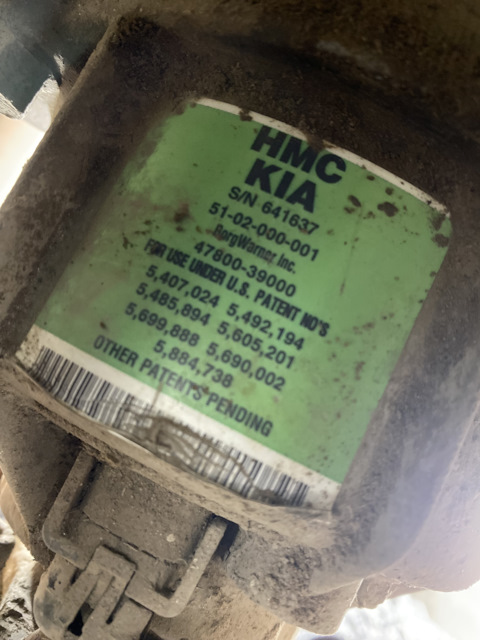 HMC
KIA
S/N 641637
51-02-000-001
BorgWarner Inc.
47800-39000
FOR USE UNDER U.S. PATENT NO'S
5,407,024 5,492,194
5,485,894 5,605,201
5,699,888 5,690,002
5,884,738
OTHER PATENTS PENDING